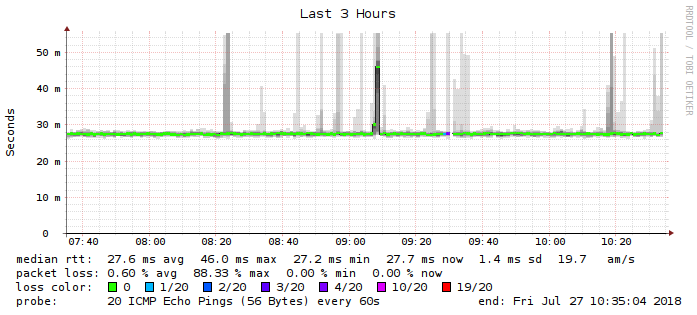 Last 3 Hours
RRDTOOL / TOBI OETIKER
Seconds
50 m
40 m
30 m
20 m
10 m
0
07:40 08:00 08:20 08:40 09:00 09:20 09:40 10:00 10:20
median rtt: 27.6 ms avg 46.0 ms max 27.2 ms min 27.7 ms now 1.4 ms sd 19.7 am/s
packet loss: 0.60 % avg 88.33 % max 0.00 % min 0.00 % now
loss color: 0 1/20 2/20 3/20 4/20 10/20 19/20
probe: 20 ICMP Echo Pings (56 Bytes) every 60s end: Fri Jul 27 10:35:04 2018